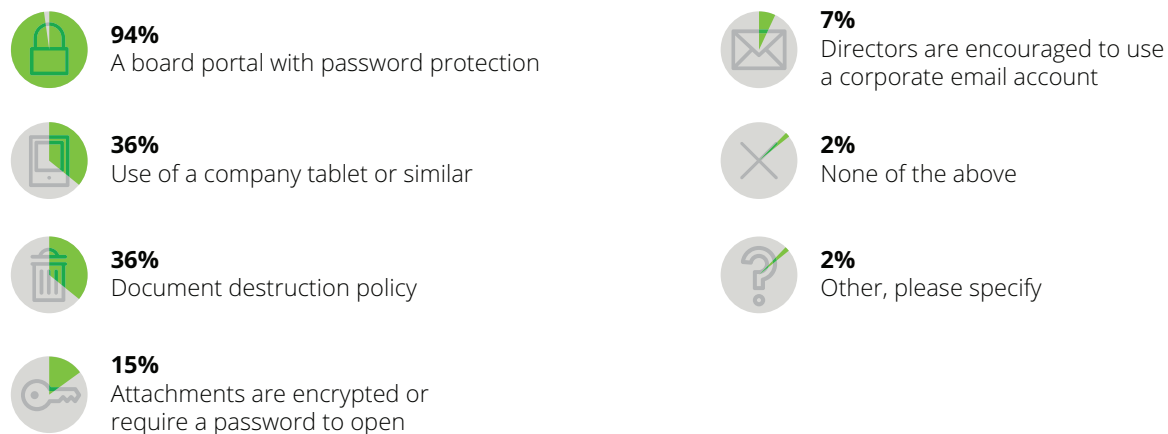 94%
A board portal with password protection
36%
Use of a company tablet or similar
36%
Document destruction policy
15%
Attachments are encrypted or
require a password to open
7%
Directors are encouraged to use
a corporate email account
2%
None of the above
2%
Other, please specify